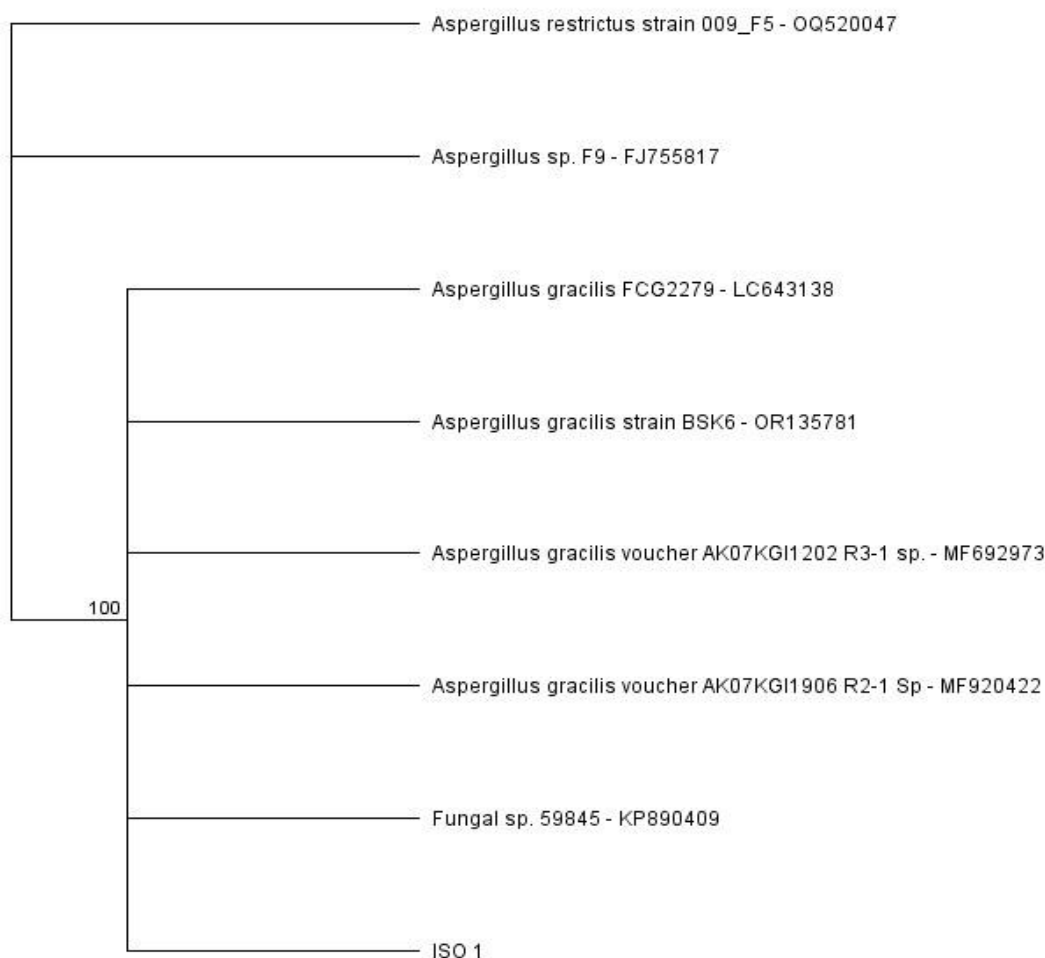 Aspergillus restrictus strain 009_F5 - OQ520047
Aspergillus sp. F9 - FJ755817
Aspergillus gracilis FCG2279 - LC643138
Aspergillus gracilis strain BSK6 - OR135781
Aspergillus gracilis voucher AK07KGI1202 R3-1 sp. - MF692973
100
Aspergillus gracilis voucher AK07KGI1906 R2-1 Sp - MF920422
Fungal sp. 59845 - KP890409
ISO 1